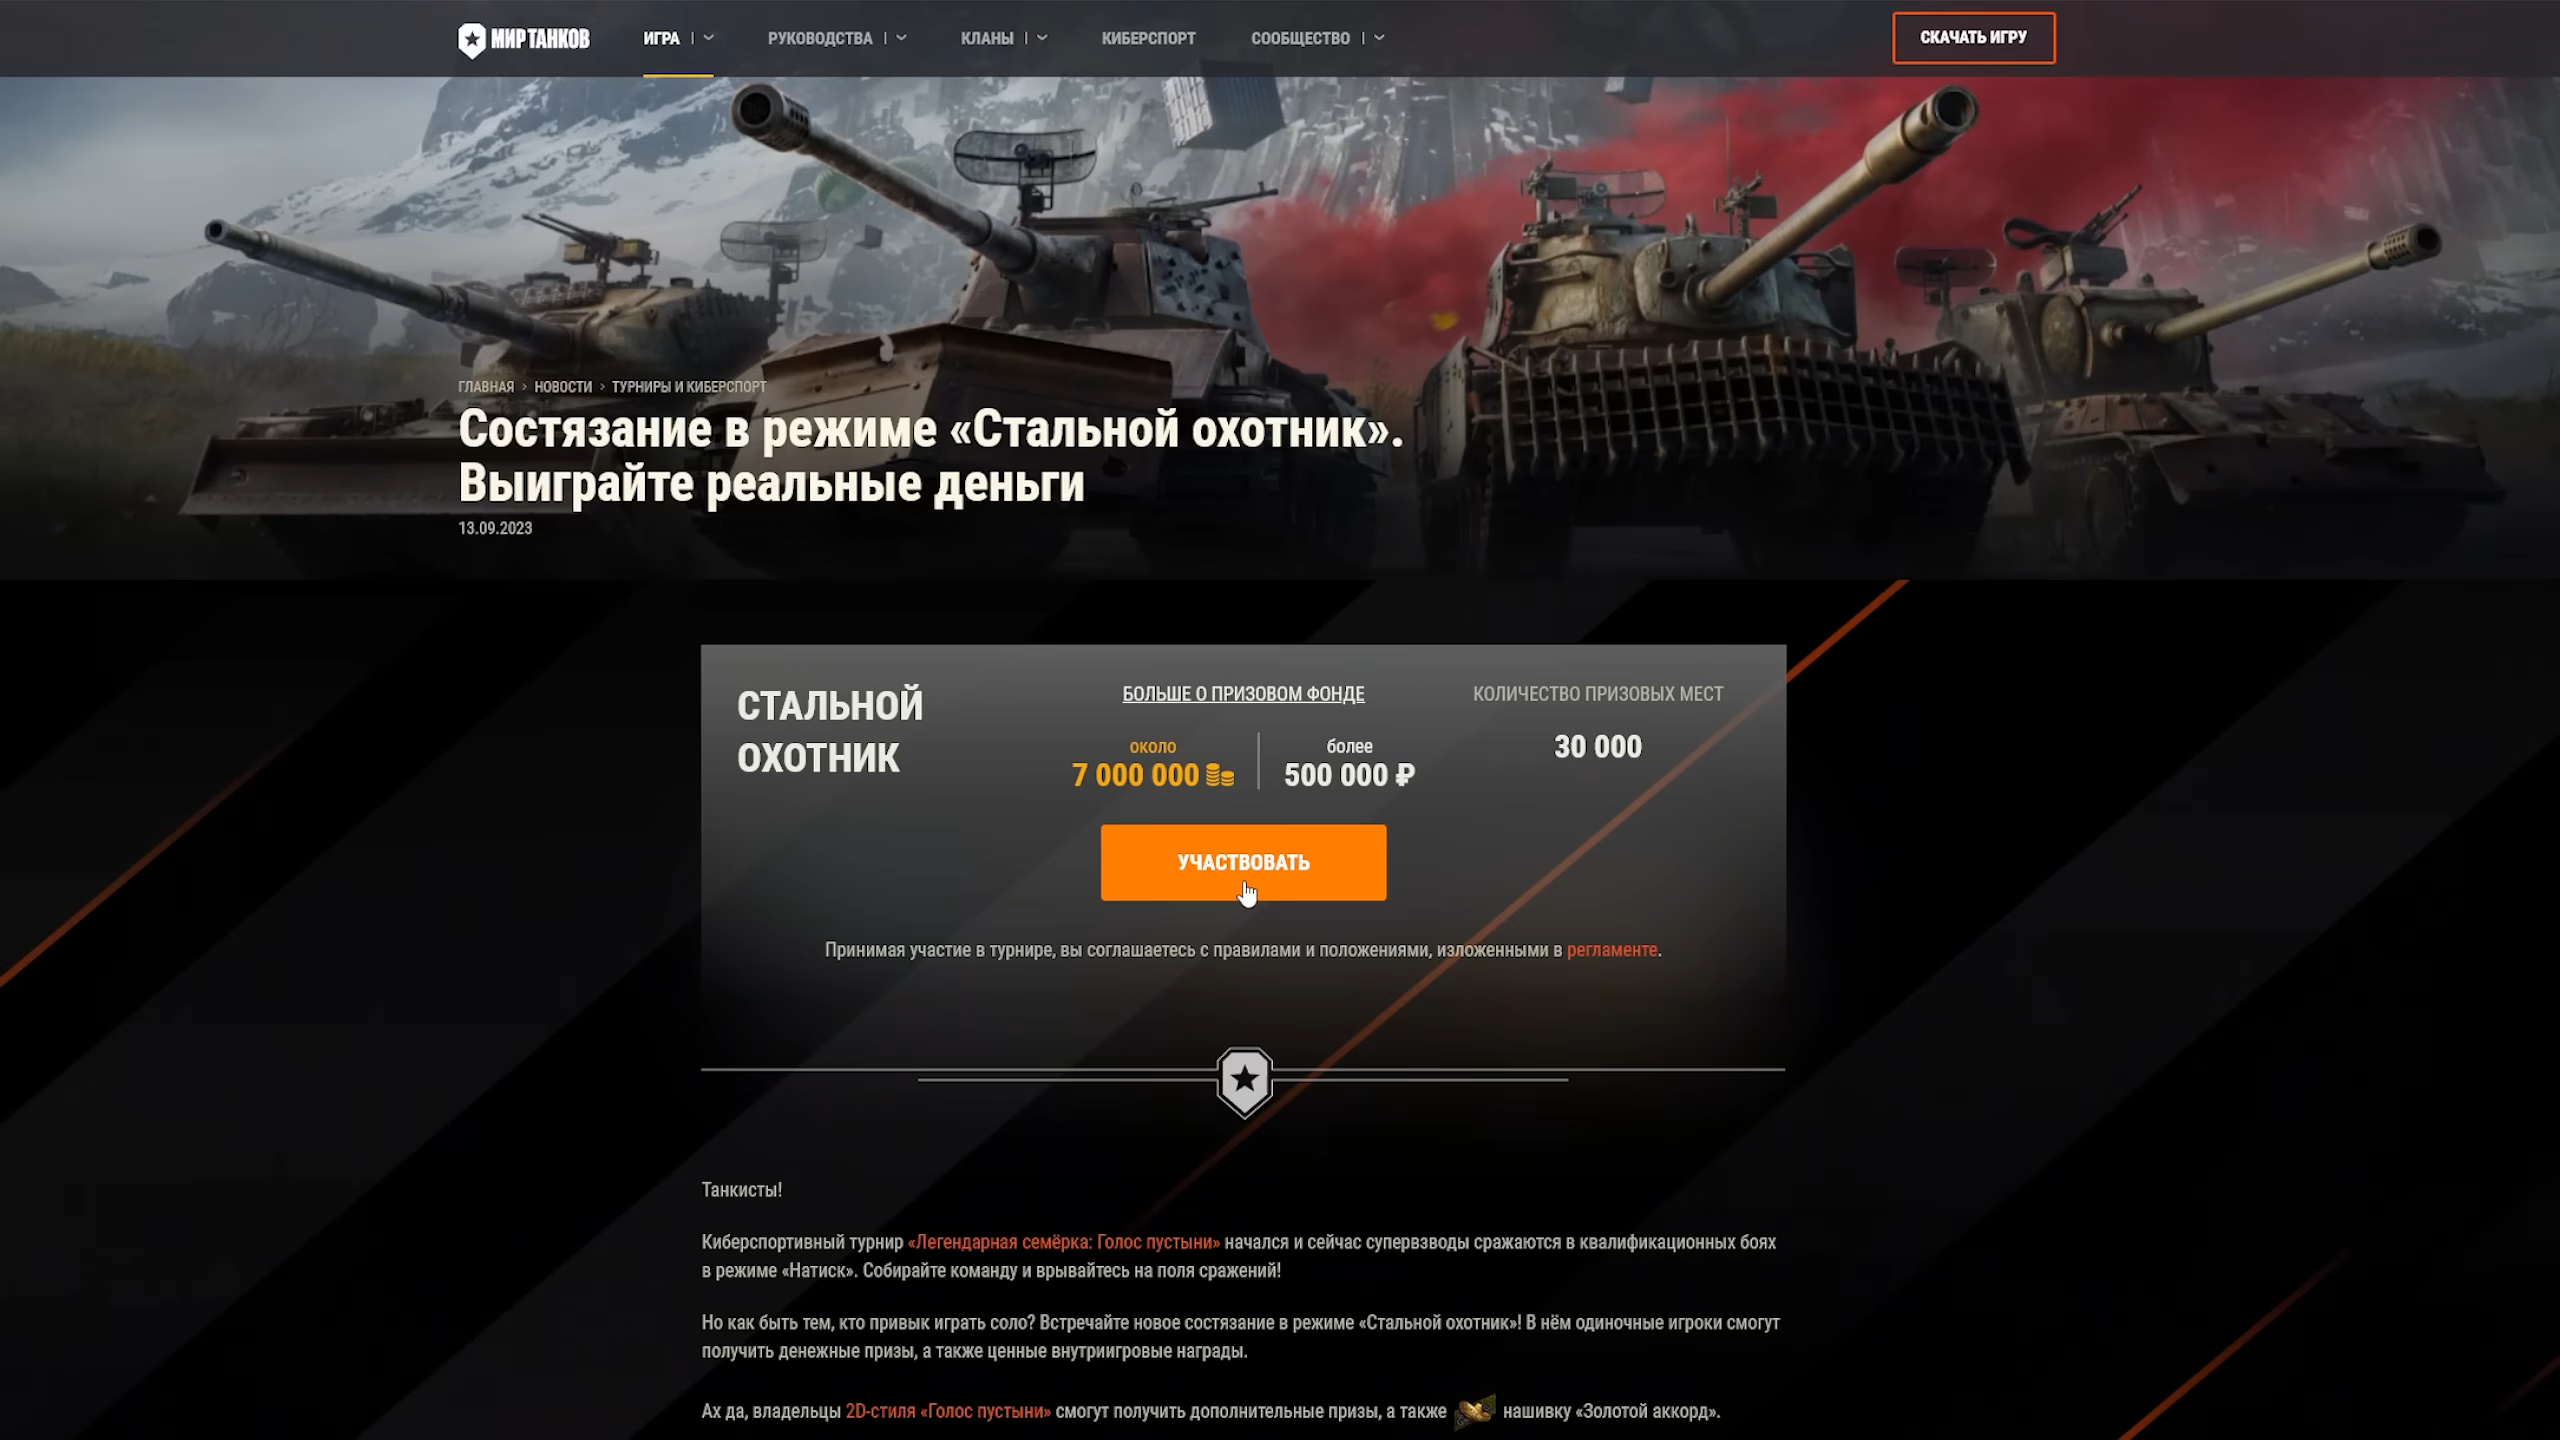 МИР ТАНКОВ
ИГРА
РУКОВОДСТВА
КЛАНЫ
КИБЕРСПОРТ
СООБЩЕСТВО
СКАЧАТЬ ИГРУ
ГЛАВНАЯ › НОВОСТИ › ТУРНИРЫ И КИБЕРСПОРТ
Состязание в режиме «Стальной охотник».
Выиграйте реальные деньги
13.09.2023
СТАЛЬНОЙ
ОХОТНИК
БОЛЬШЕ О ПРИЗОВОМ ФОНДЕ
около
7 000 000
более
500 000 ₽
КОЛИЧЕСТВО ПРИЗОВЫХ МЕСТ
30 000
УЧАСТВОВАТЬ
Принимая участие в турнире, вы соглашаетесь с правилами и положениями, изложенными в регламенте.
Танкисты!
Киберспортивный турнир «Легендарная семёрка: Голос пустыни» начался и сейчас супервзводы сражаются в квалификационных боях
в режиме «Натиск». Собирайте команду и врывайтесь на поля сражений!
Но как быть тем, кто привык играть соло? Встречайте новое состязание в режиме «Стальной охотник»! В нём одиночные игроки смогут
получить денежные призы, а также ценные внутриигровые награды.
Ах да, владельцы 2D-стиля «Голос пустыни» смогут получить дополнительные призы, а также нашивку «Золотой аккорд».